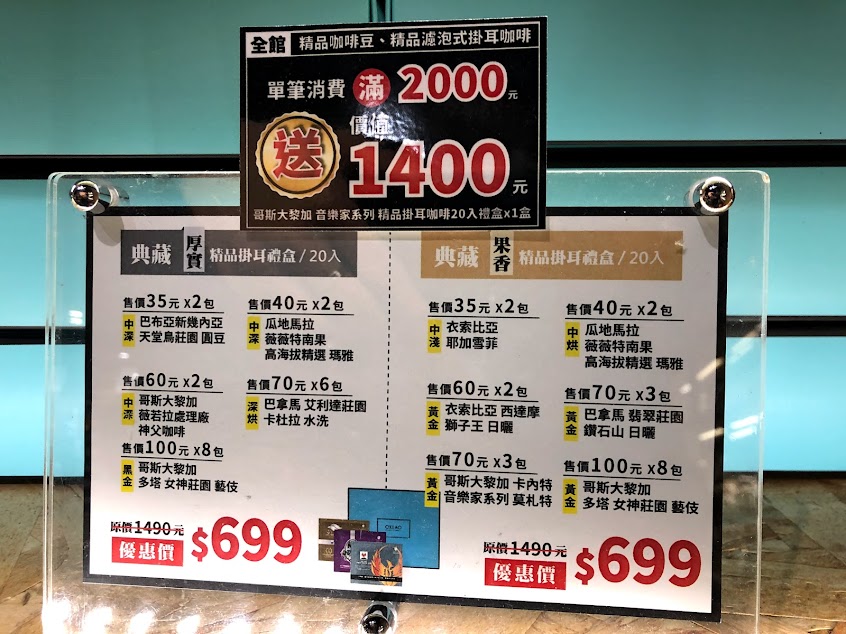 全館 精品咖啡豆、精品濾泡式掛耳咖啡
單筆消費 滿 2000元
送 價值 1400元
哥斯大黎加 音樂家系列 精品掛耳咖啡20入禮盒x1盒
典藏 厚實 精品掛耳禮盒/20入
售價35元 X2包
中深 巴布亞新幾內亞
天堂鳥莊園 圓豆
售價40元 X2包
中深 瓜地馬拉
薇薇特南果
高海拔精選 瑪雅
售價60元 X2包
中深 哥斯大黎加
薇若拉處理廠
神父咖啡
售價70元 X6包
深烘 巴拿馬 艾利達莊園
卡杜拉 水洗
售價100元 X8包
黑金 哥斯大黎加
多塔 女神莊園 藝伎
原價1490元
優惠價 $699
典藏 果香 精品掛耳禮盒/20入
售價35元 X2包
中淺 衣索比亞
耶加雪菲
售價40元 X2包
中烘 瓜地馬拉
薇薇特南果
高海拔精選 瑪雅
售價60元 X2包
黃金 衣索比亞 西達摩
獅子王 日曬
售價70元 X3包
黃金 巴拿馬 翡翠莊園
鑽石山 日曬
售價70元 X3包
黃金 哥斯大黎加 卡內特
音樂家系列 莫札特
售價100元 X8包
黃金 哥斯大黎加
多塔 女神莊園 藝伎
原價1490元
優惠價 $699